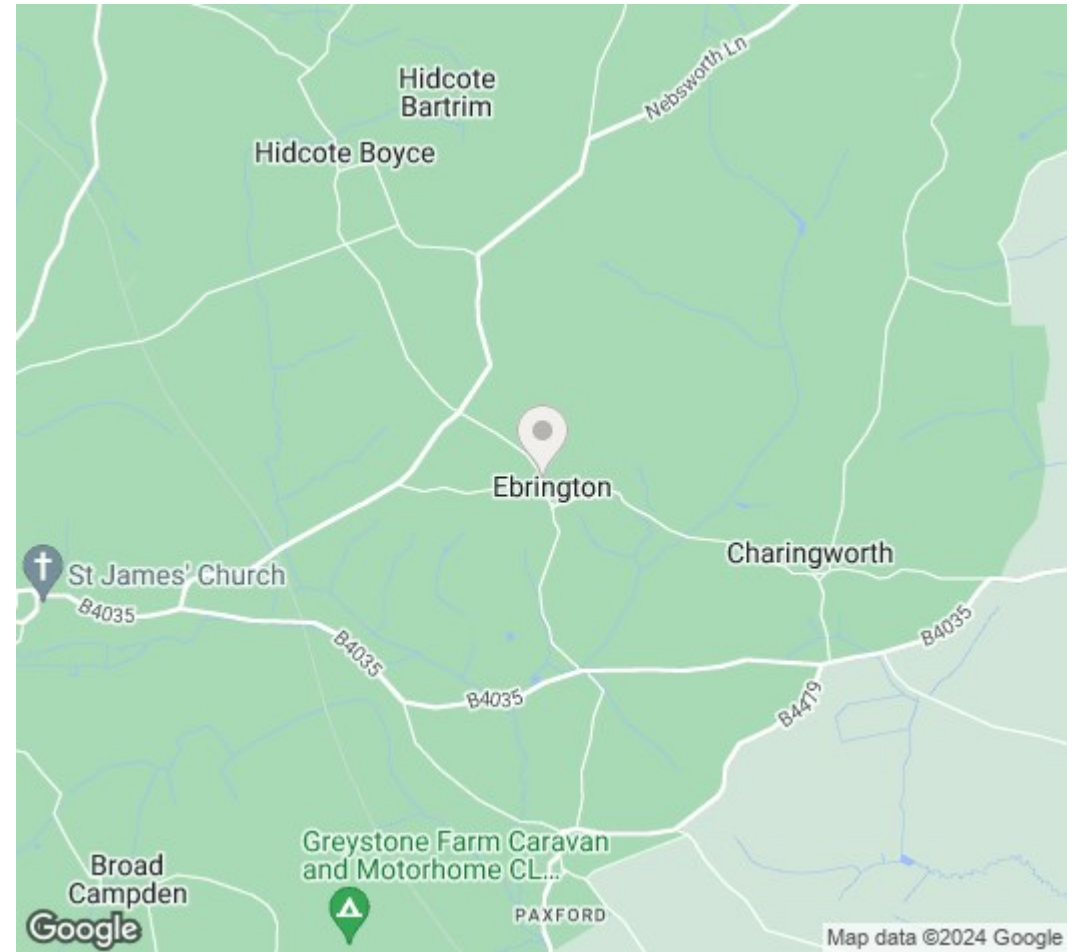 Hidcote
Bartrim
Nebsworth Ln
Hidcote Boyce
Ebrington
Charingworth
St James' Church
B4035
B4035
B4035
B4035
B4479
Greystone Farm Caravan
and Motorhome CL...
Broad
Campden
PAXFORD
Google
Map data ©2024 Google